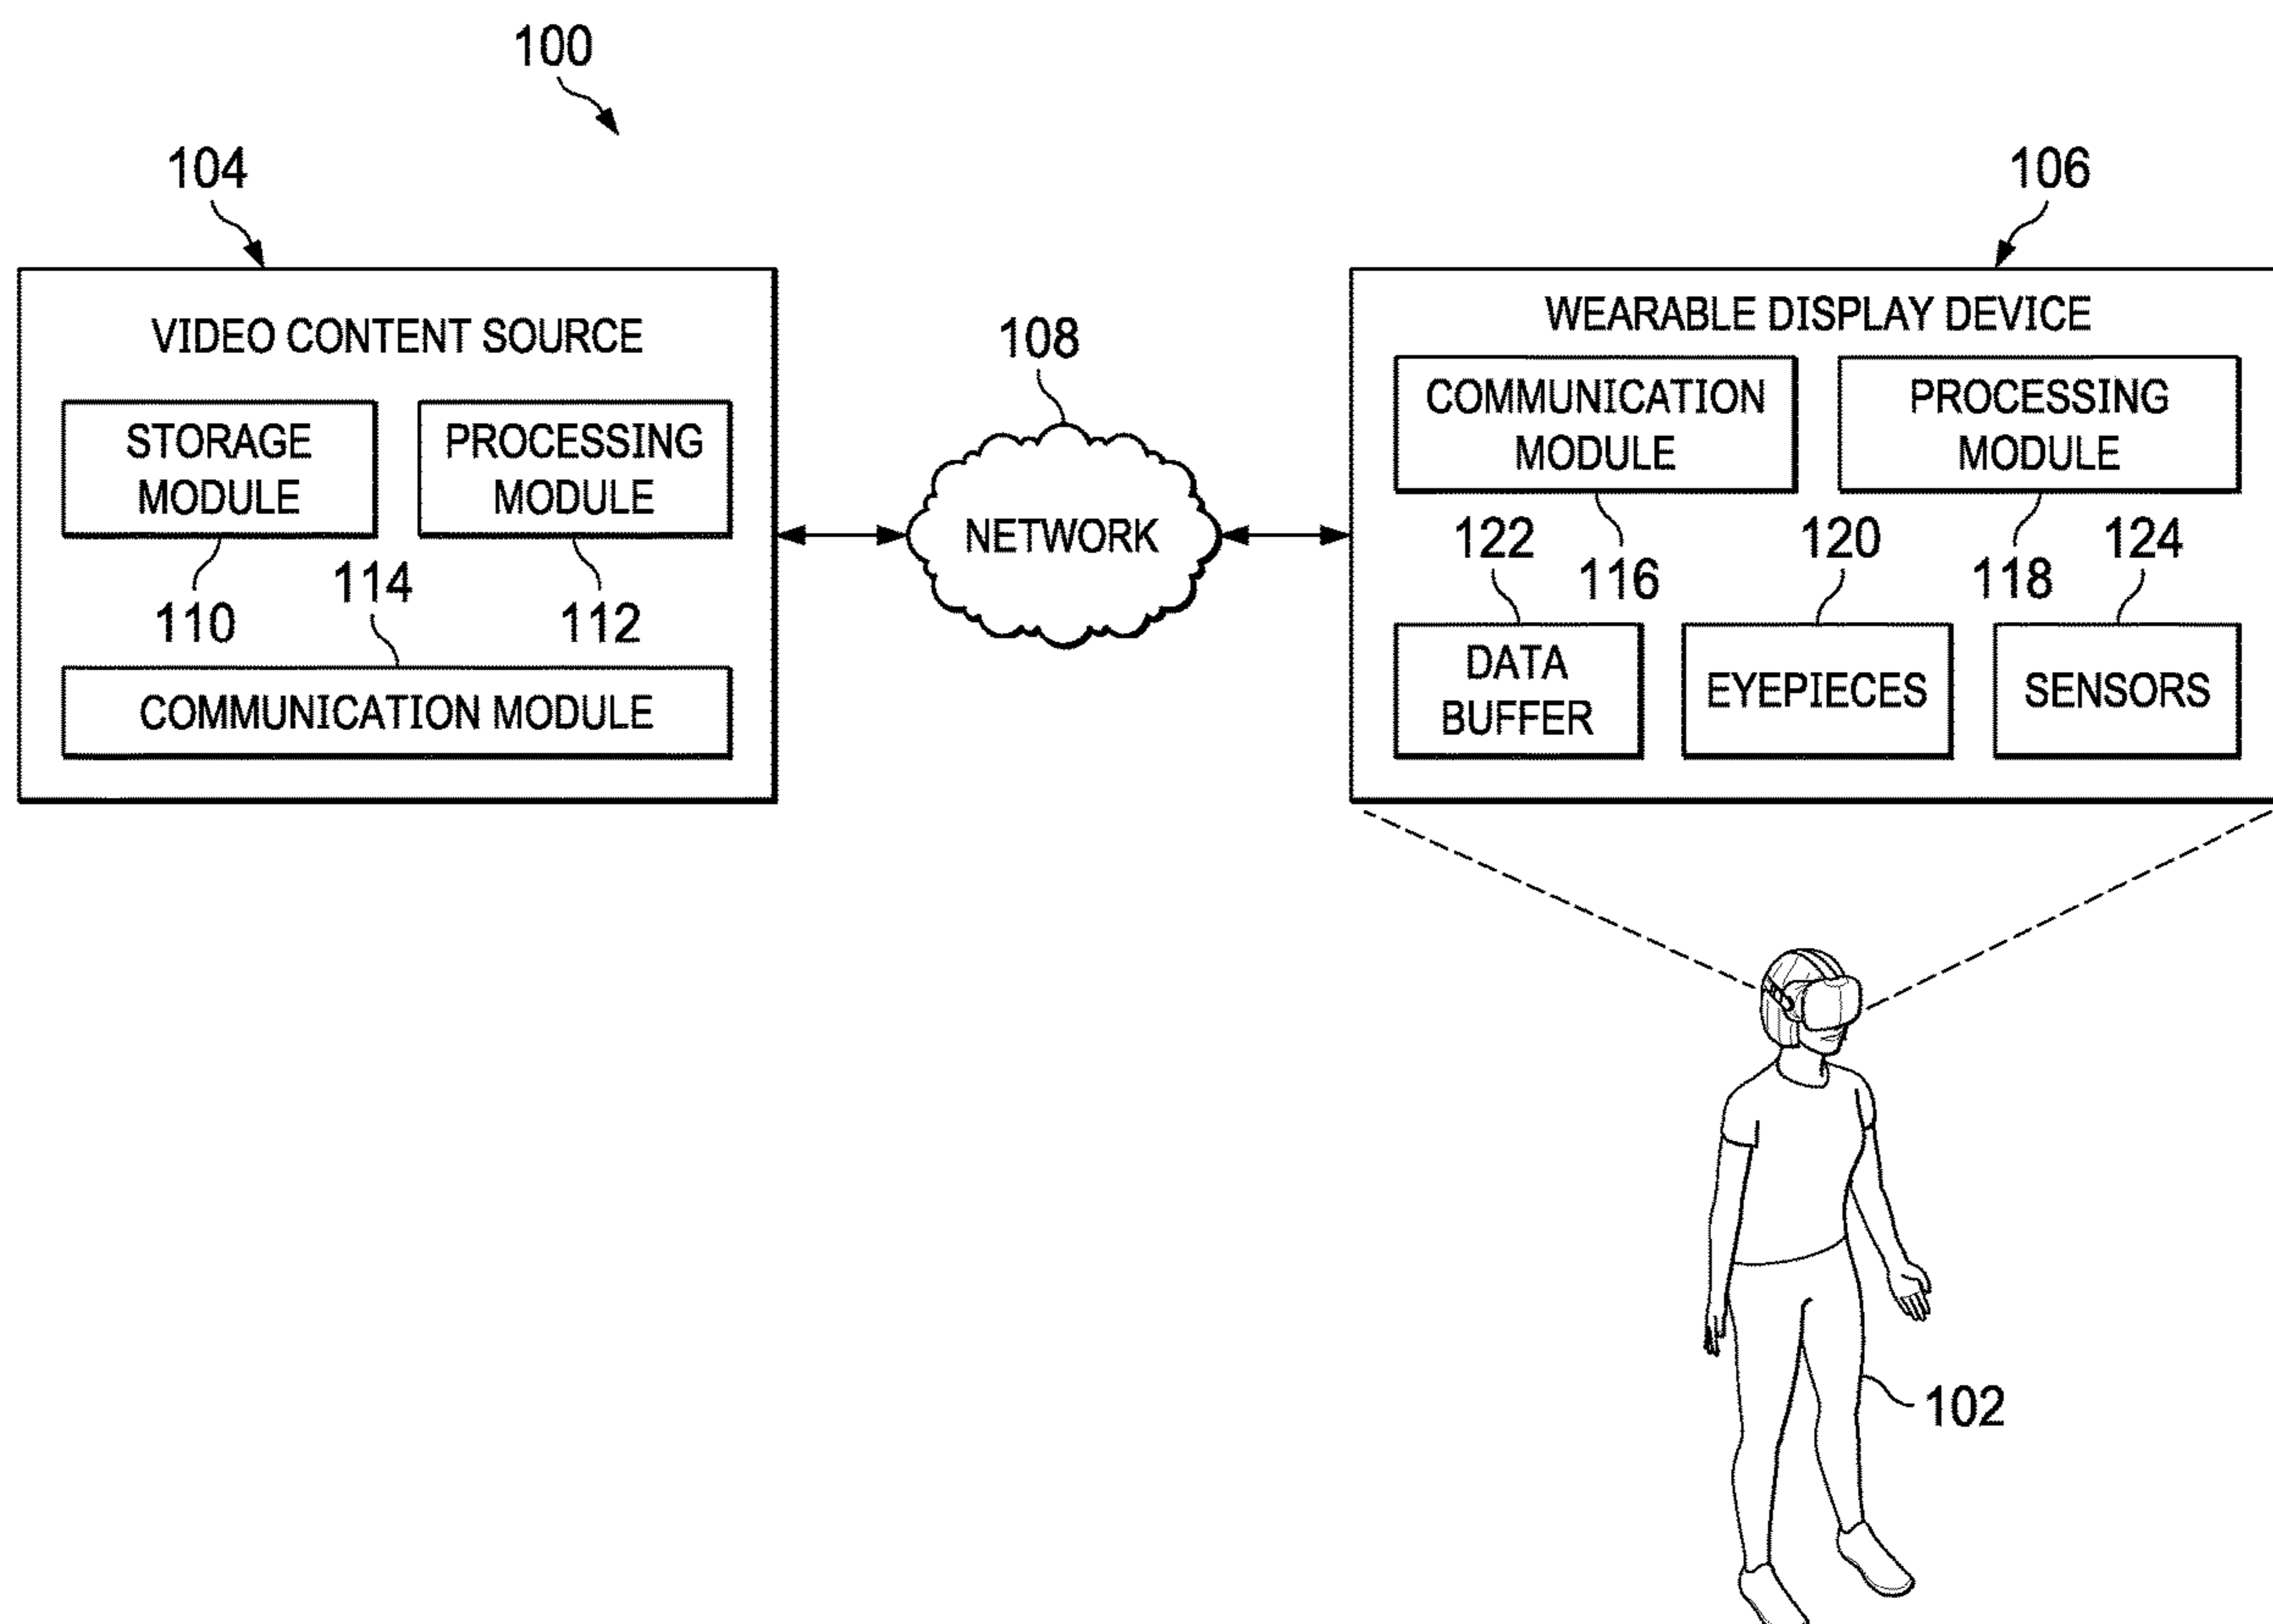 100
104
106
VIDEO CONTENT SOURCE
STORAGE
MODULE
PROCESSING
MODULE
110
114
112
COMMUNICATION MODULE
108
NETWORK
WEARABLE DISPLAY DEVICE
COMMUNICATION
MODULE
PROCESSING
MODULE
122
116
120
118
124
DATA
BUFFER
EYEPIECES
SENSORS
102